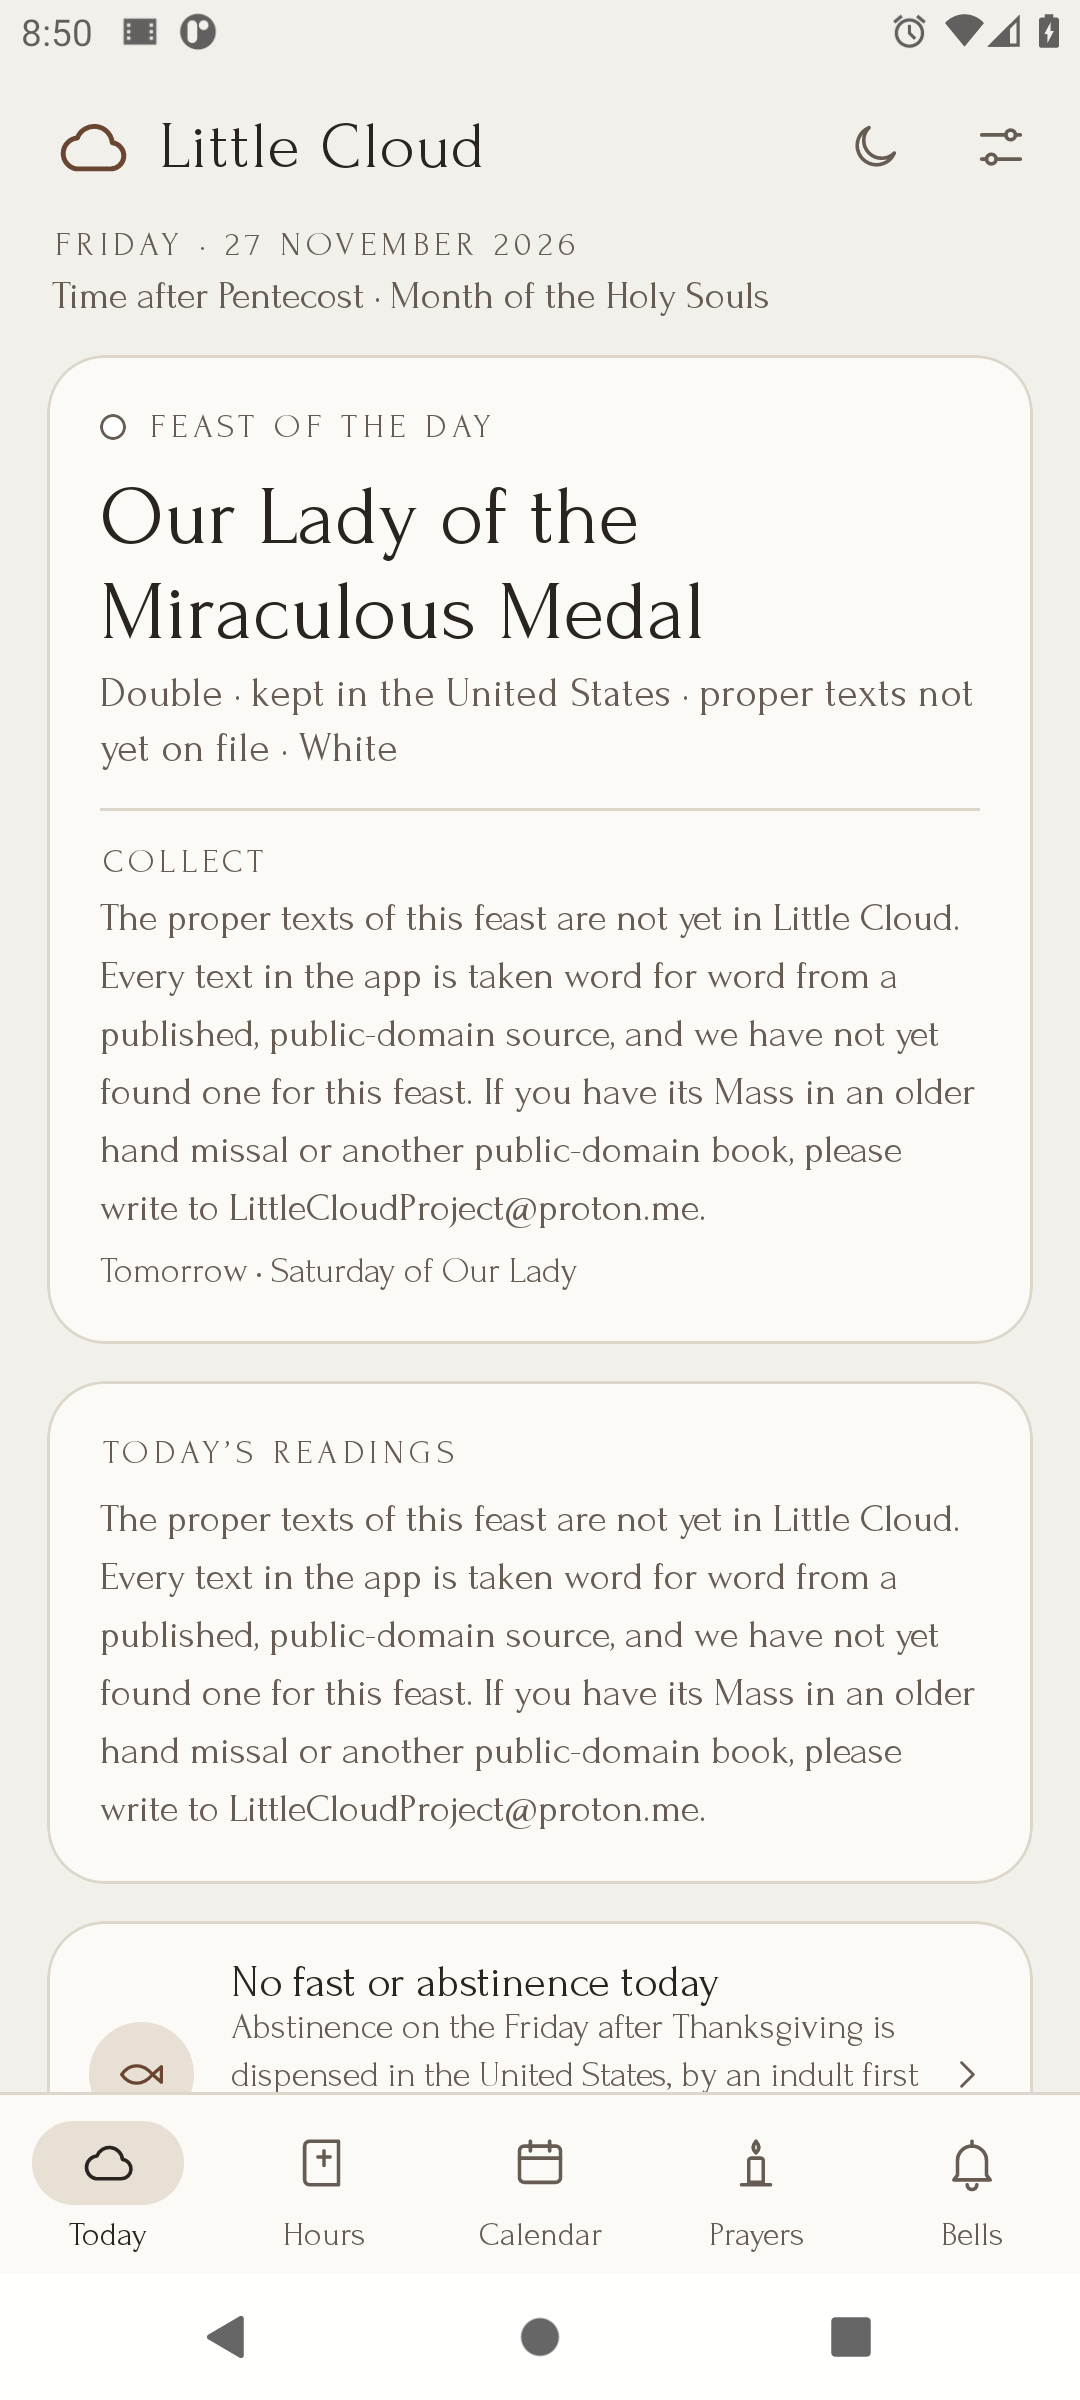 8:50
Little Cloud
FRIDAY · 27 NOVEMBER 2026
Time after Pentecost · Month of the Holy Souls
FEAST OF THE DAY
Our Lady of the
Miraculous Medal
Double · kept in the United States · proper texts not
yet on file · White
COLLECT
The proper texts of this feast are not yet in Little Cloud.
Every text in the app is taken word for word from a
published, public-domain source, and we have not yet
found one for this feast. If you have its Mass in an older
hand missal or another public-domain book, please
write to LittleCloudProject@proton.me.
Tomorrow · Saturday of Our Lady
TODAY’S READINGS
The proper texts of this feast are not yet in Little Cloud.
Every text in the app is taken word for word from a
published, public-domain source, and we have not yet
found one for this feast. If you have its Mass in an older
hand missal or another public-domain book, please
write to LittleCloudProject@proton.me.
No fast or abstinence today
Abstinence on the Friday after Thanksgiving is
dispensed in the United States, by an indult first
Today
Hours
Calendar
Prayers
Bells